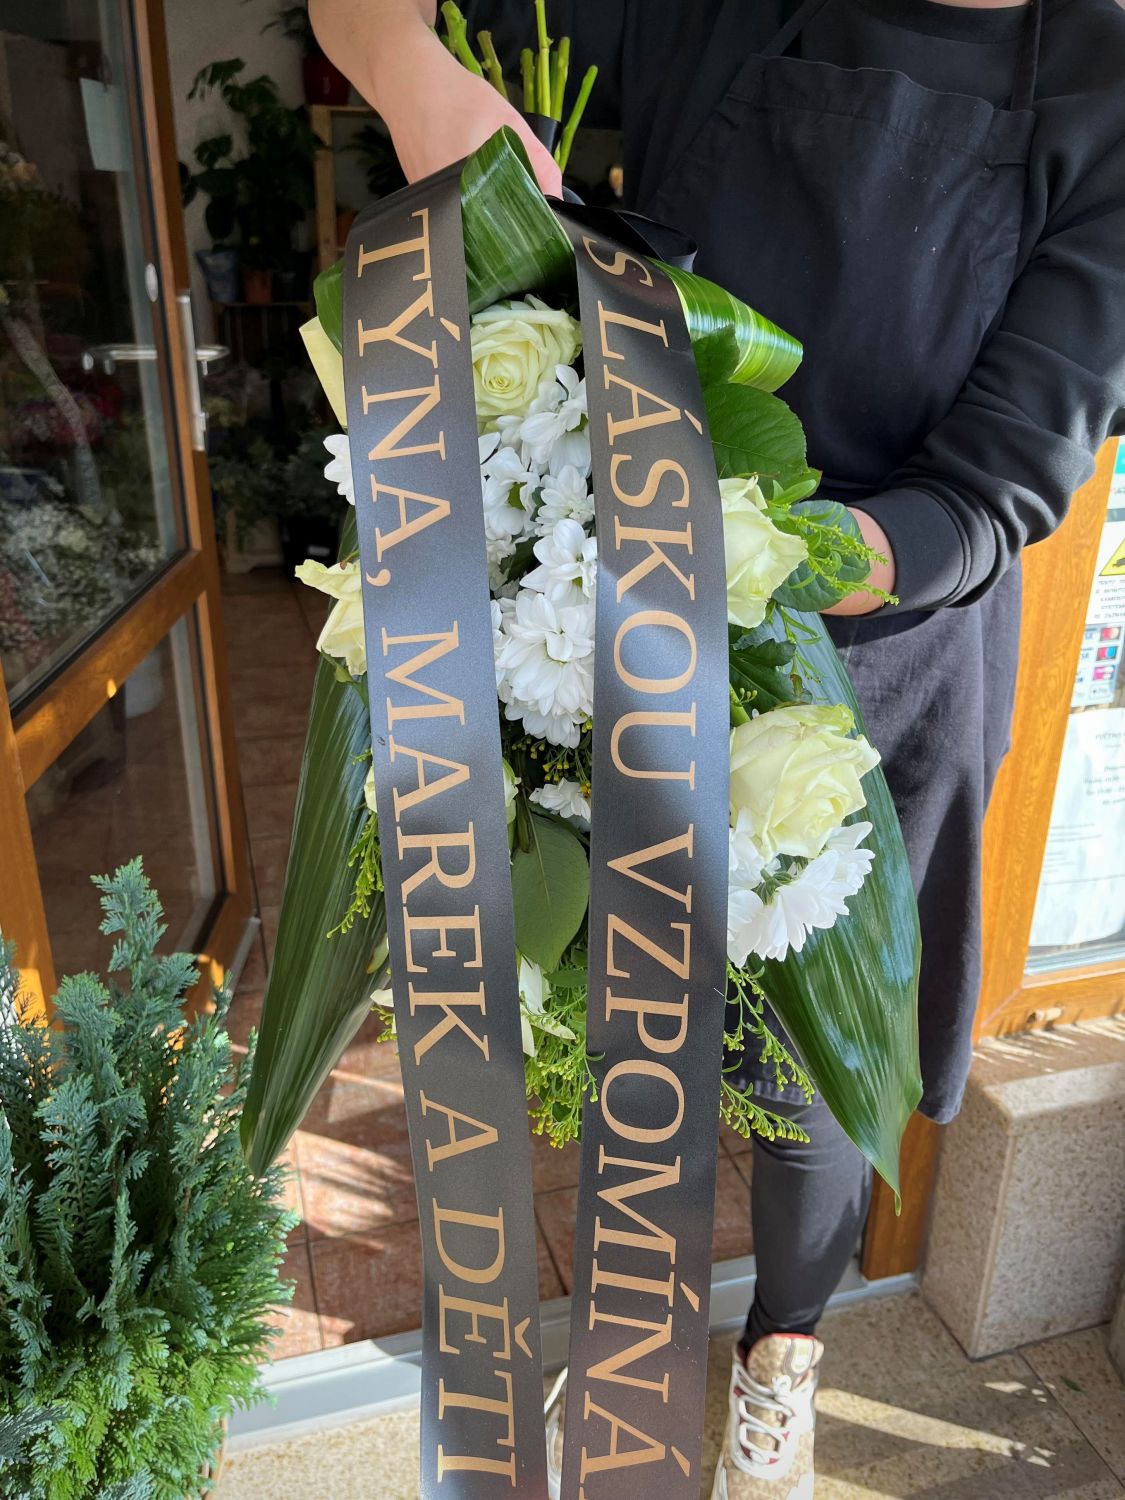 S LÁSKOU VZPOMÍNÁ
TÝNA, MAREK A DĚTI